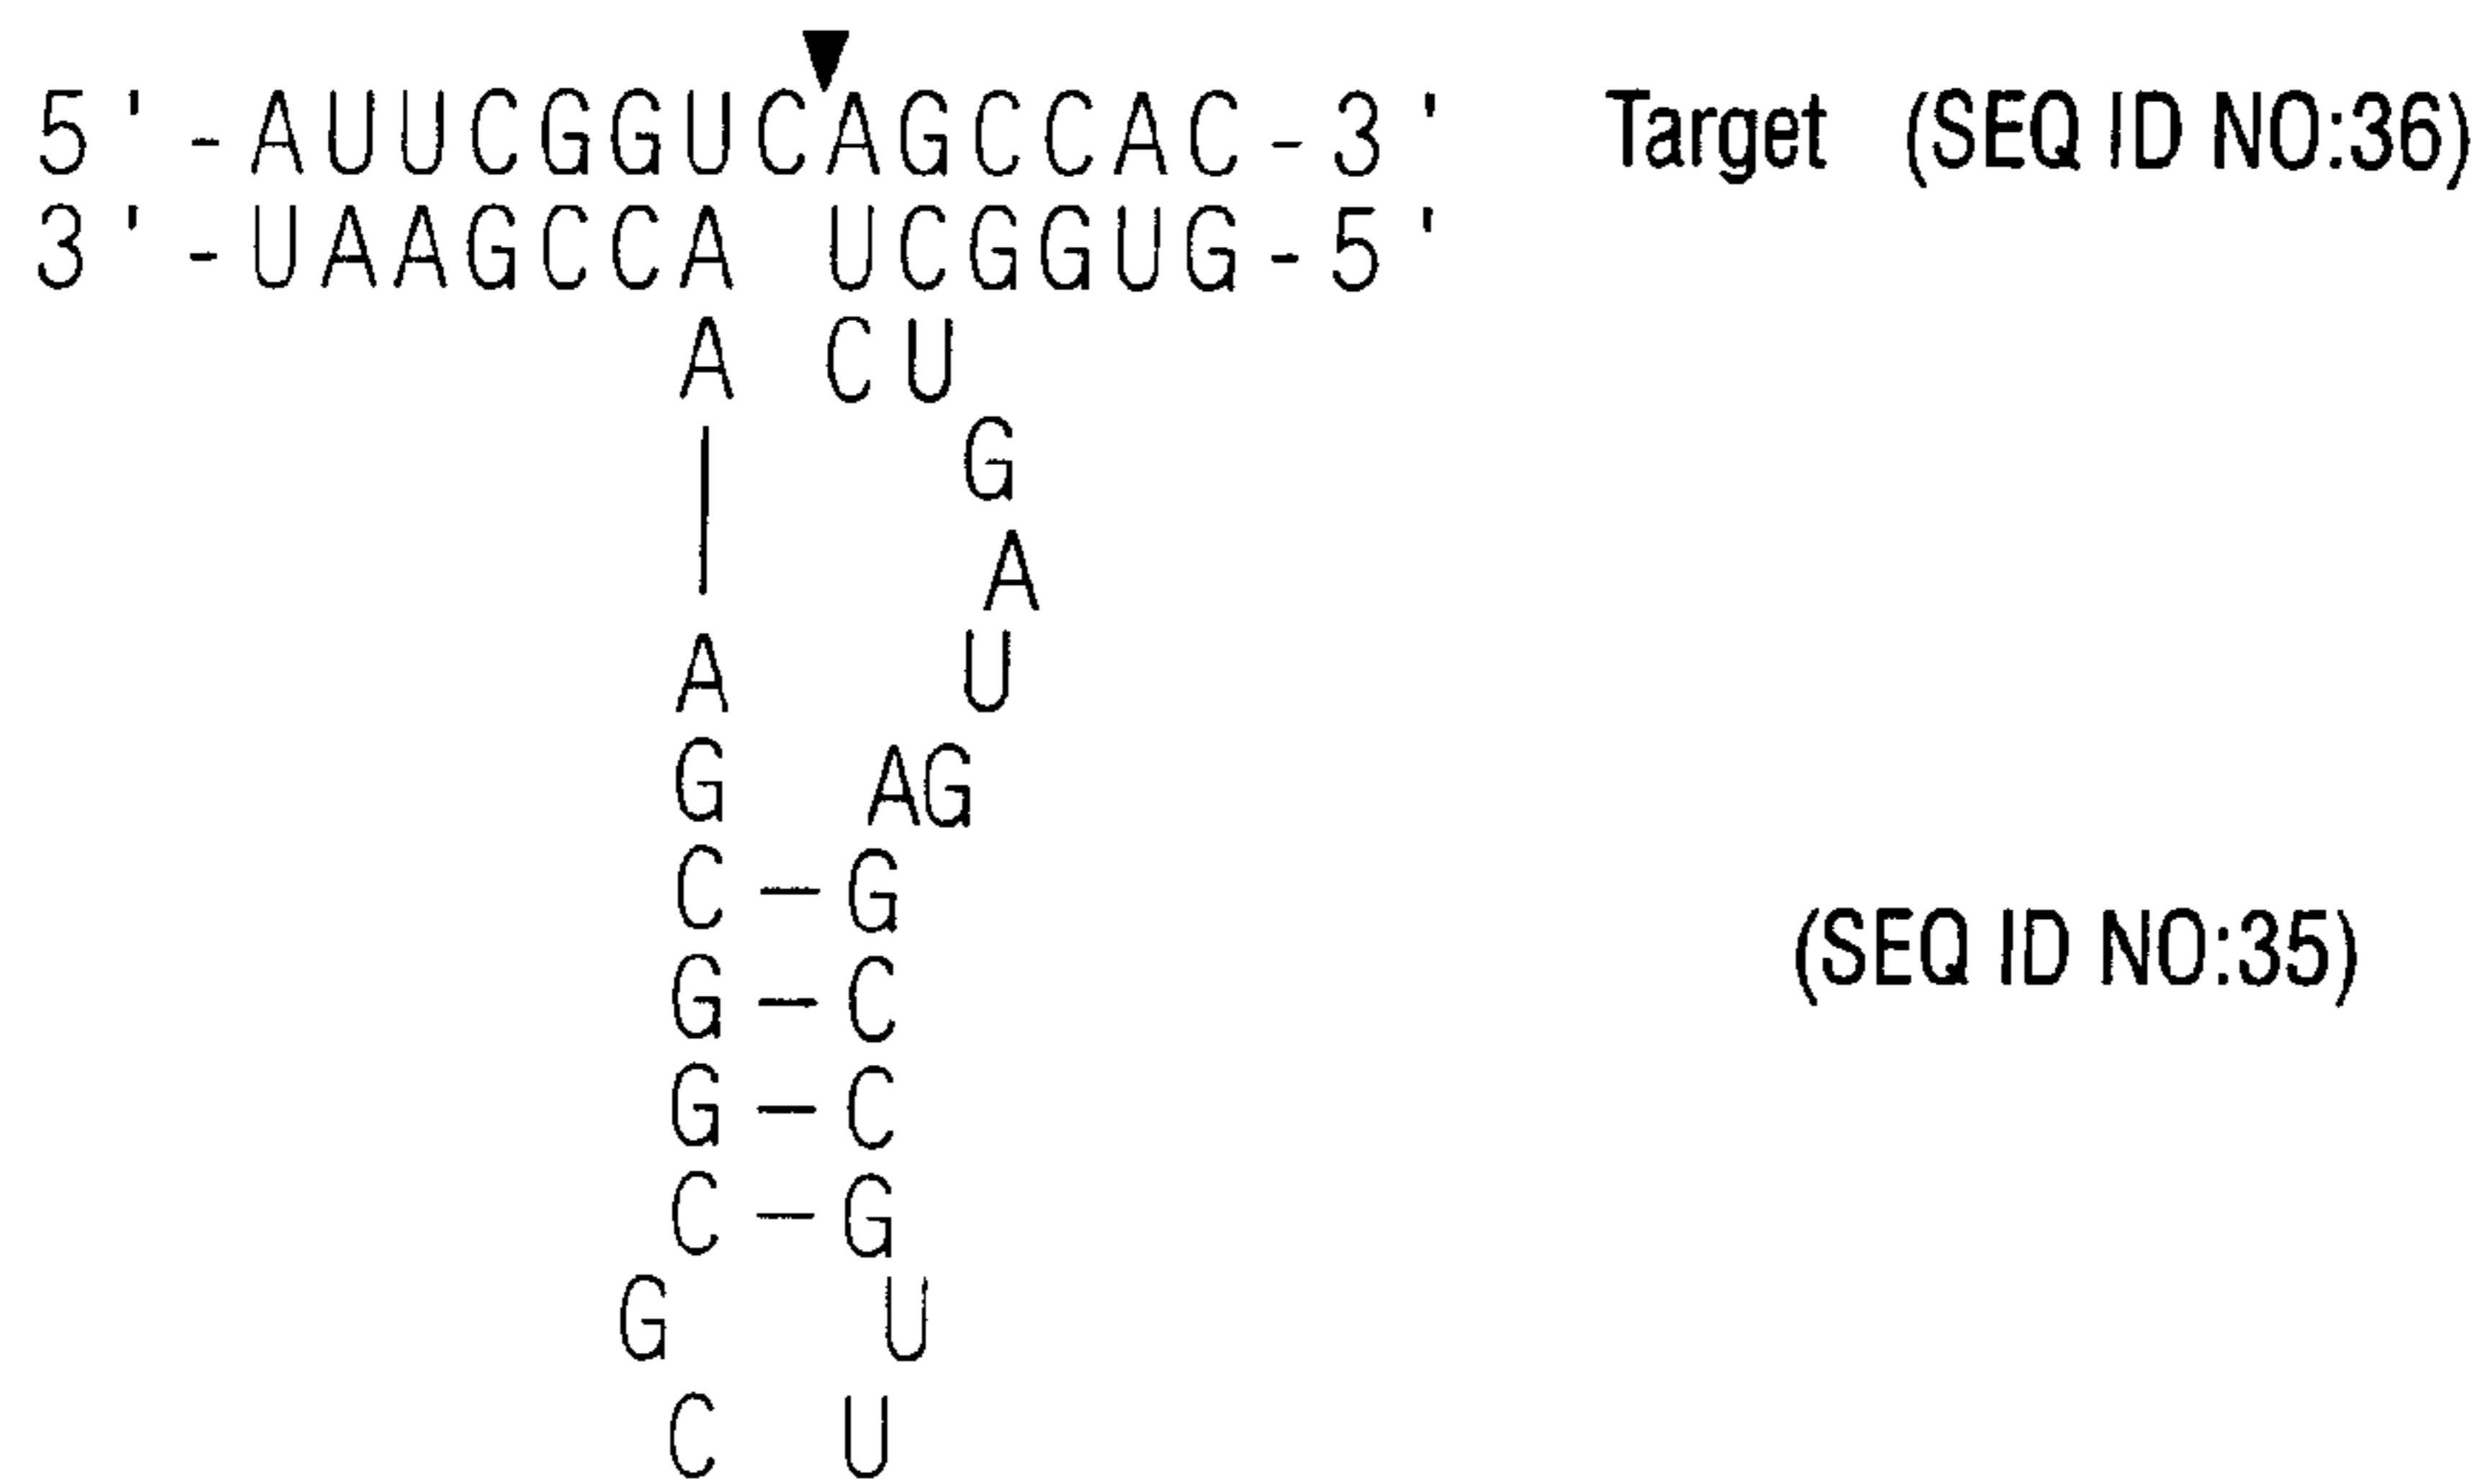 5'-AUUCGGUCAGCCAC-3' Target (SEQ ID NO:36)
3'-UAAGCCA UCGGUG-5'
A CU
G
A
A U
G AG
C-G
(SEQ ID NO:35)
G-C
G-C
C-G
G U
C U